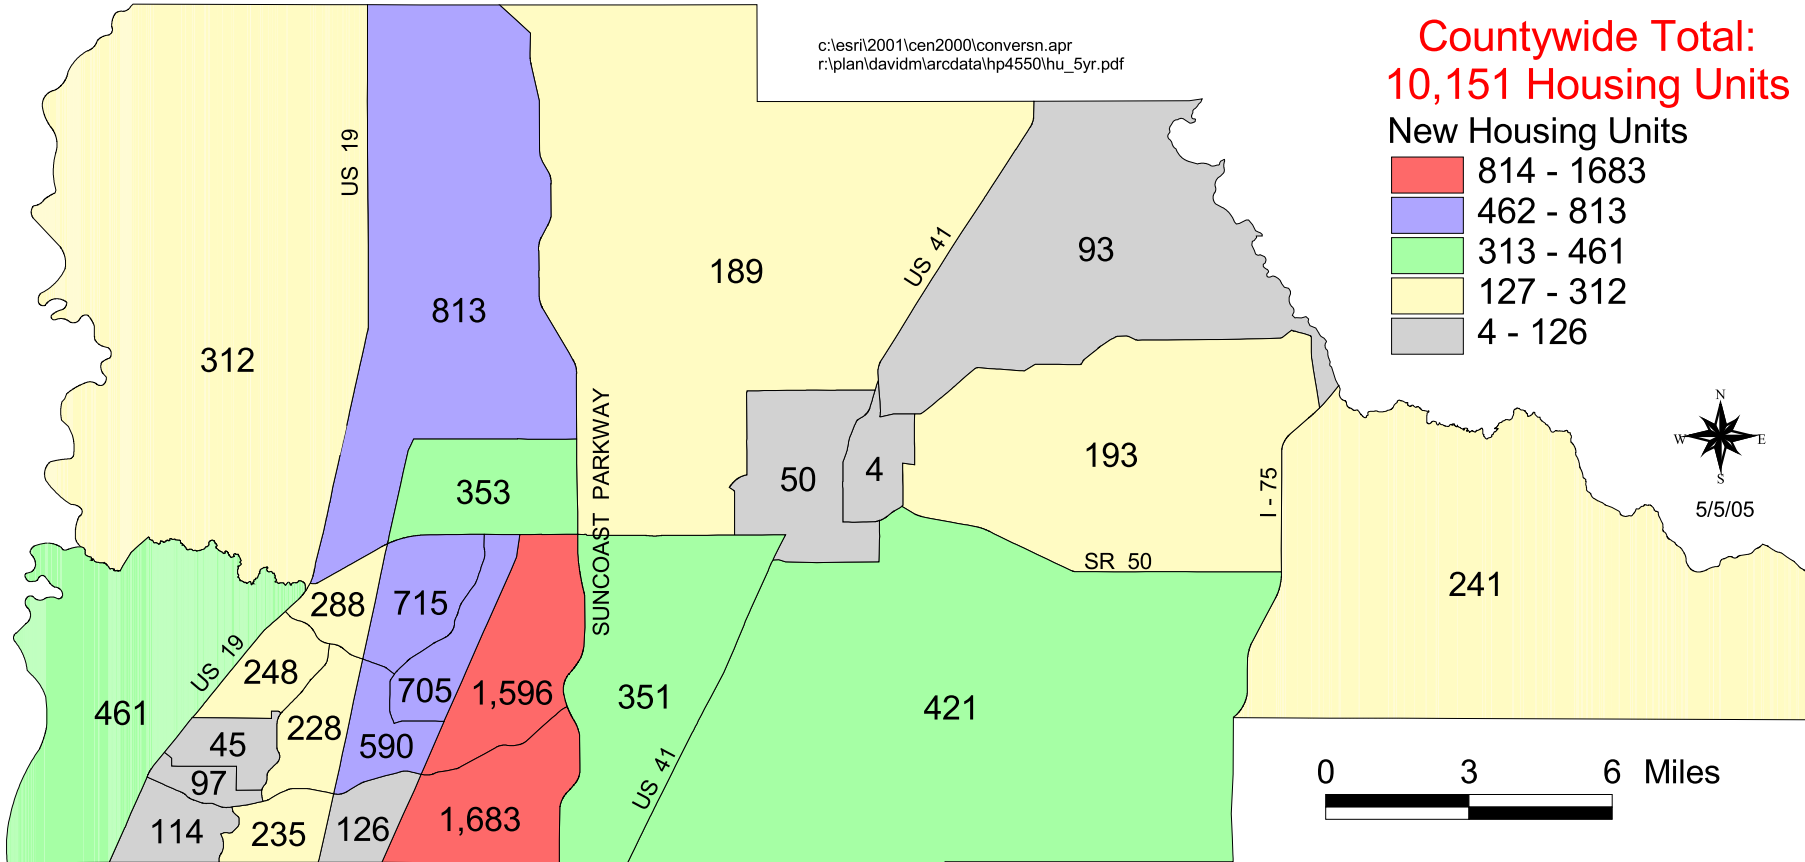 c:\esri\2001\cen2000\conversn.apr
r:\plan\davidm\arcdata\hp4550\hu_5yr.pdf
Countywide Total:
10,151 Housing Units
New Housing Units
814 - 1683
462 - 813
313 - 461
127 - 312
4 - 126
US 19
US 41
93
189
813
312
SUNCOAST PARKWAY
N
W E
S
5/5/05
353
50
4
193
I - 75
SR 50
241
288
715
US 19
248
705
1,596
351
421
461
228
45
590
97
US 41
114
235
126
1,683
0 3 6 Miles